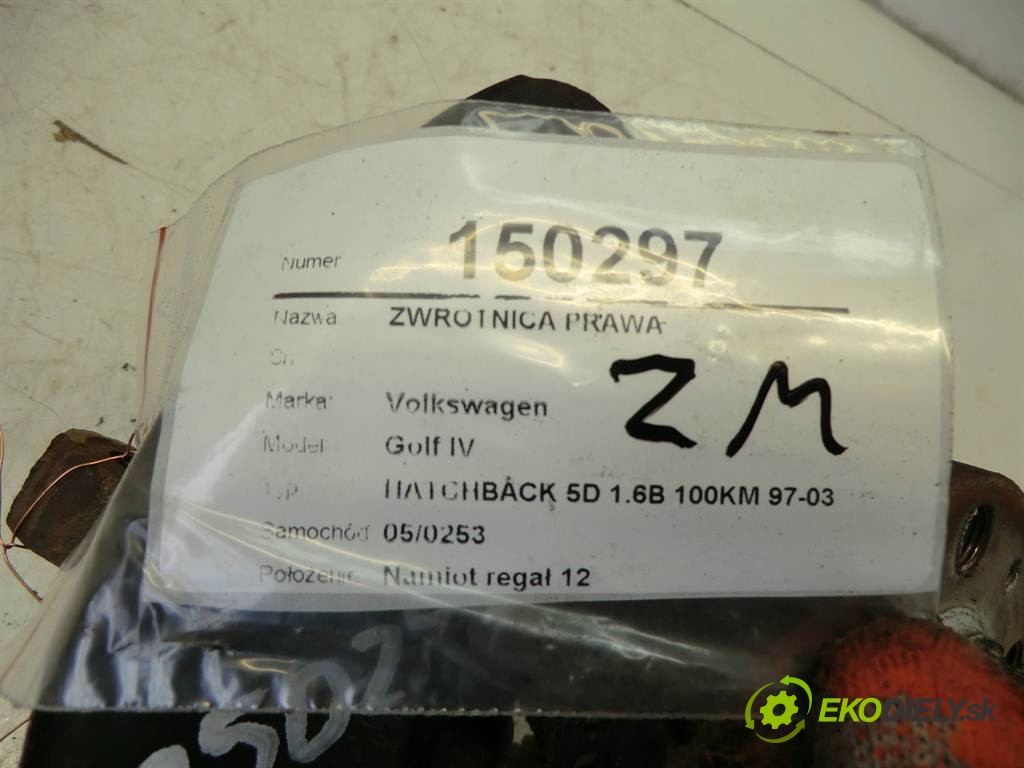 Numer 150297
Nazwa ZWROTNICA PRAWA
Marka: Volkswagen
Z M
Model Golf IV
HATCHBACK 5D 1.6B 100KM 97-03
Samochód 05/0253
Położenie Namiot regał 12
EKODIELY.sk